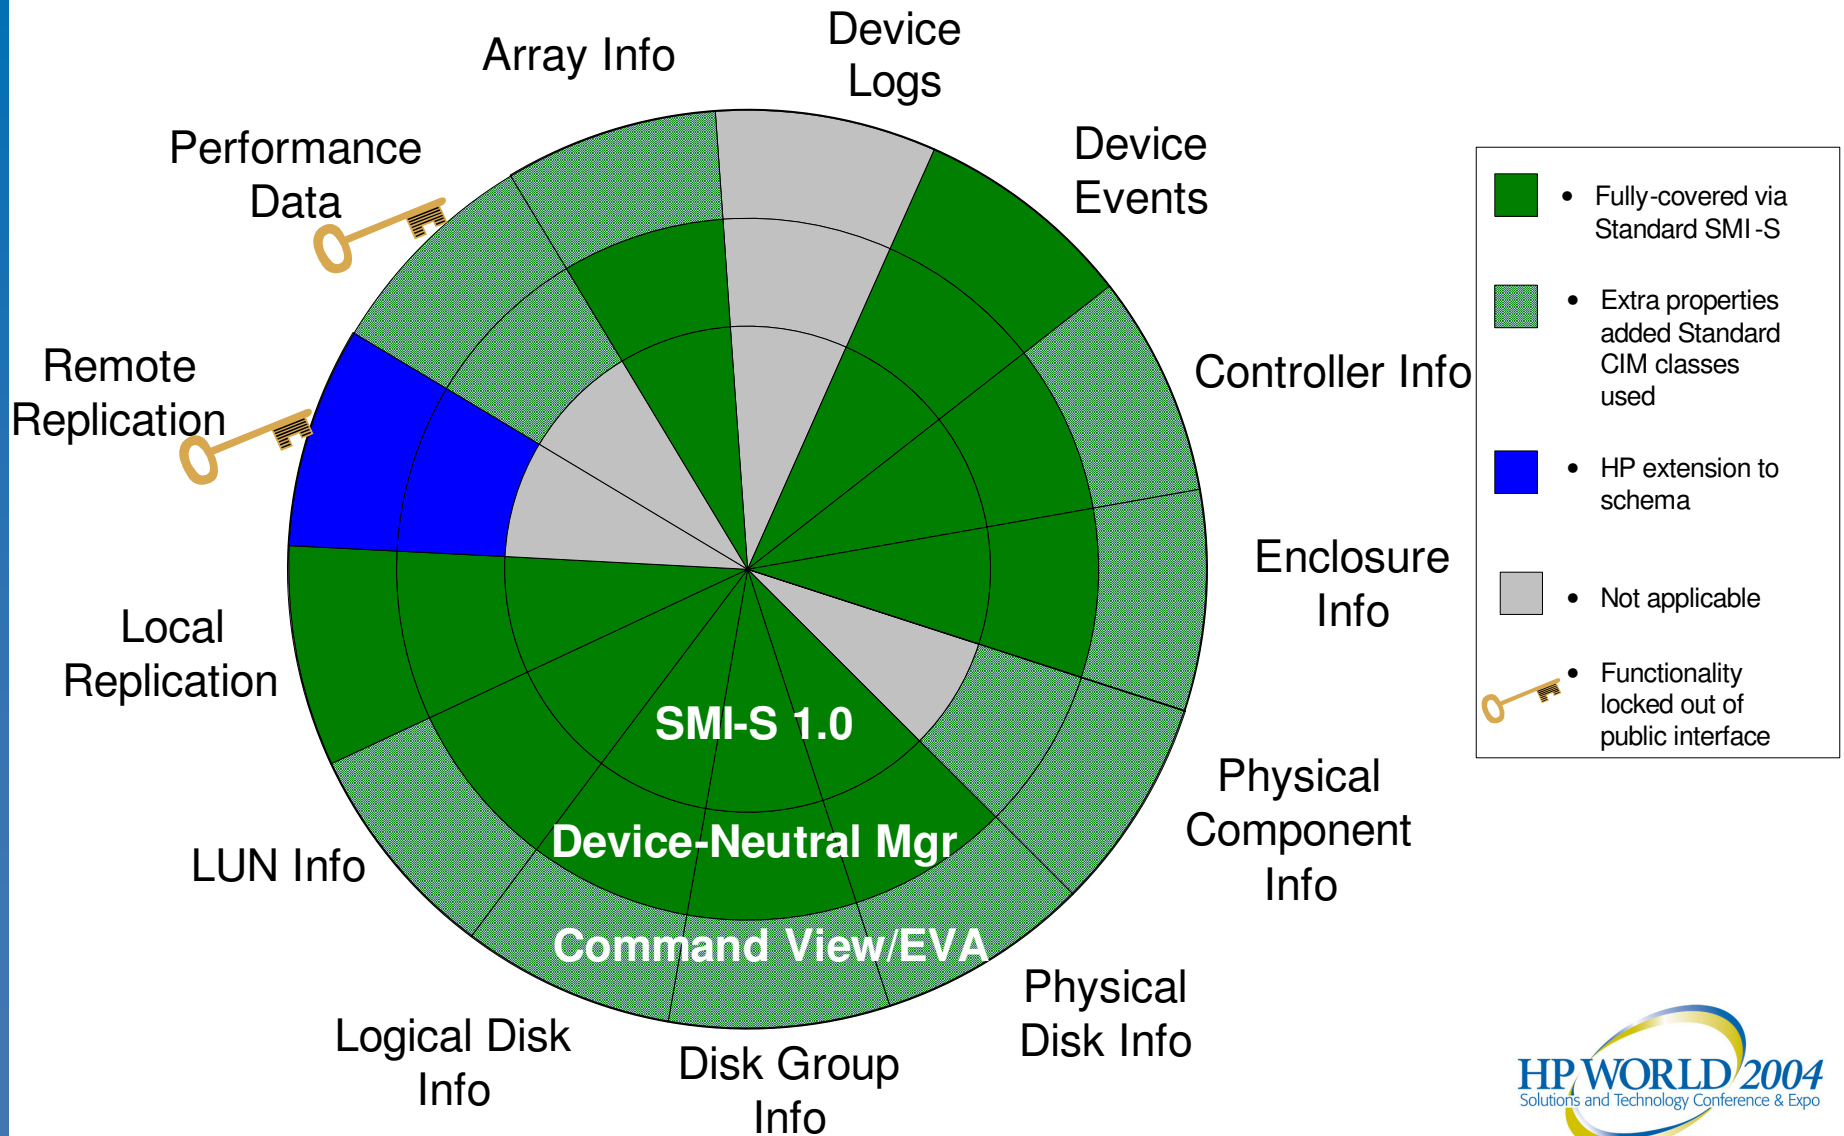 Array Info
Device
Logs
Performance
Data
Device
Events
Remote
Replication
Controller Info
Enclosure
Info
Local
Replication
SMI-S 1.0
Device-Neutral Mgr
Command View/EVA
LUN Info
Physical
Component
Info
Logical Disk
Info
Disk Group
Info
Physical
Disk Info
• Fully-covered via
Standard SMI-S
• Extra properties
added Standard
CIM classes
used
• HP extension to
schema
• Not applicable
• Functionality
locked out of
public interface
HP WORLD 2004
Solutions and Technology Conference & Expo